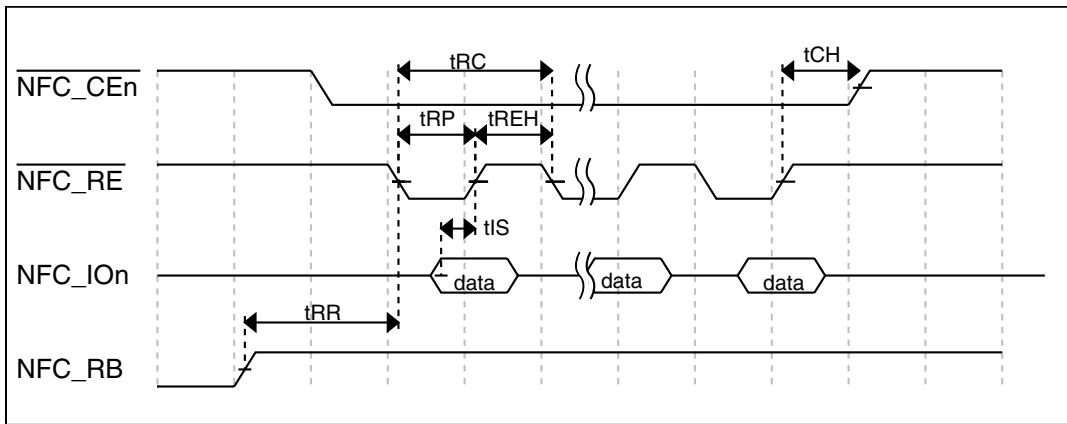 tRC
tCH
NFC_CEn
tRP
tREH
NFC_RE
tIS
NFC_IOn
data
data
data
tRR
NFC_RB